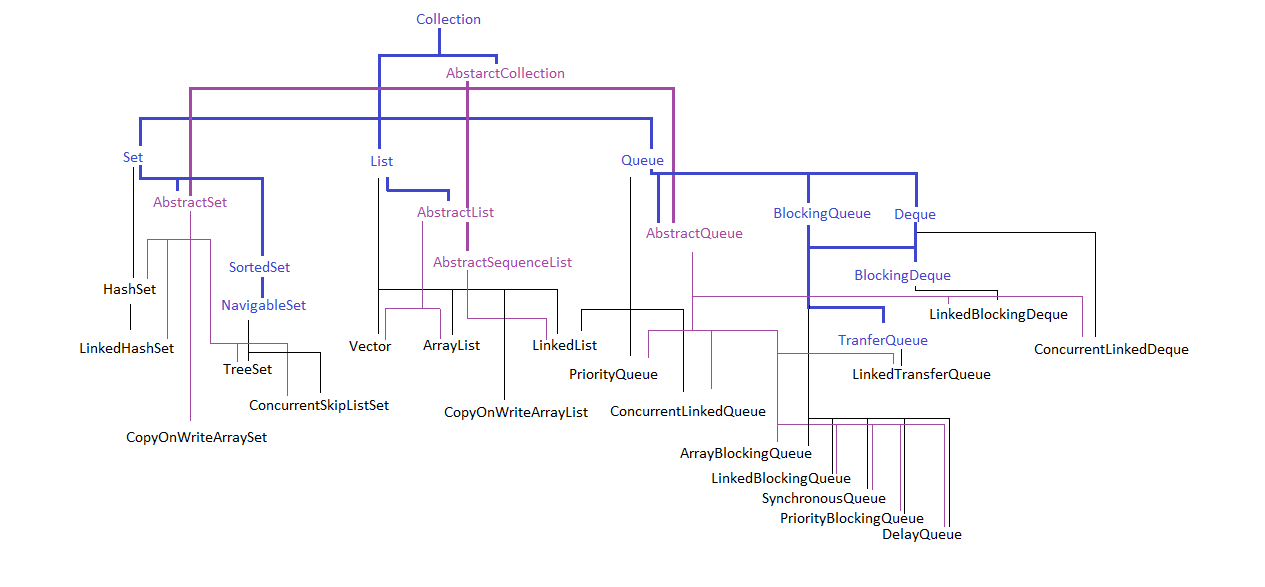 Collection
AbstarctCollection
Set
List
Queue
AbstractSet
AbstractList
BlockingQueue
Deque
AbstractQueue
SortedSet
AbstractSequenceList
BlockingDeque
HashSet
NavigableSet
LinkedBlockingDeque
LinkedHashSet
Vector
ArrayList
LinkedList
TranferQueue
ConcurrentLinkedDeque
TreeSet
PriorityQueue
LinkedTransferQueue
ConcurrentSkipListSet
CopyOnWriteArrayList
ConcurrentLinkedQueue
CopyOnWriteArraySet
ArrayBlockingQueue
LinkedBlockingQueue
SynchronousQueue
PriorityBlockingQueue
DelayQueue